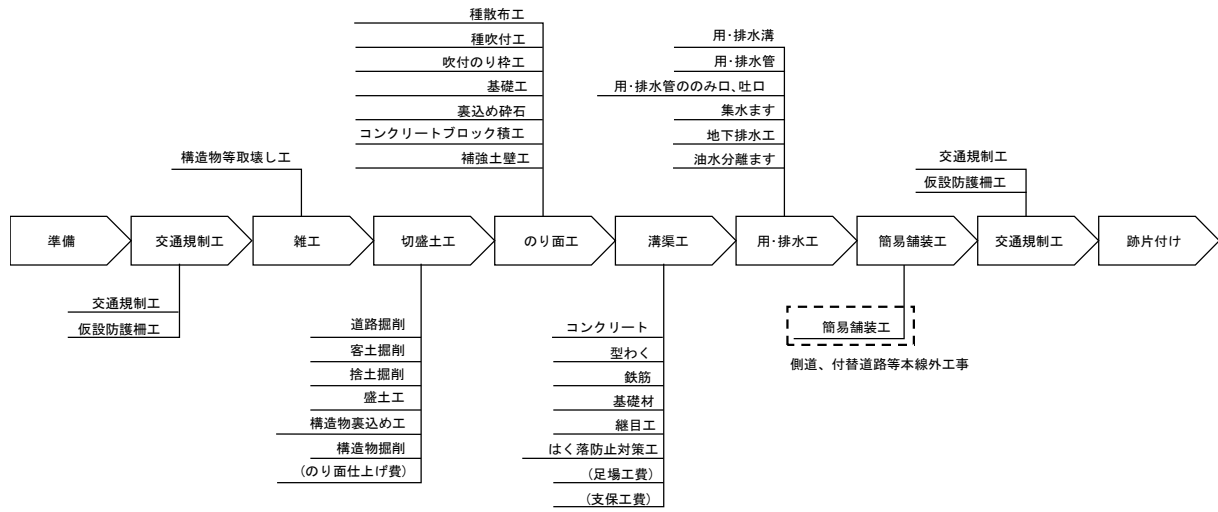 種散布工
種吹付工
吹付のり枠工
基礎工
裏込め砕石
コンクリートブロック積工
補強土壁工
構造物等取壊し工
用・排水溝
用・排水管
用・排水管ののみ口、吐口
集水ます
地下排水工
油水分離ます
交通規制工
仮設防護柵工
準備
交通規制工
雑工
切盛土工
のり面工
溝渠工
用・排水工
簡易舗装工
交通規制工
跡片付け
交通規制工
仮設防護柵工
道路掘削
客土掘削
捨土掘削
盛土工
構造物裏込め工
構造物掘削
(のり面仕上げ費)
コンクリート
型わく
鉄筋
基礎材
継目工
はく落防止対策工
(足場工費)
(支保工費)
簡易舗装工
側道、付替道路等本線外工事